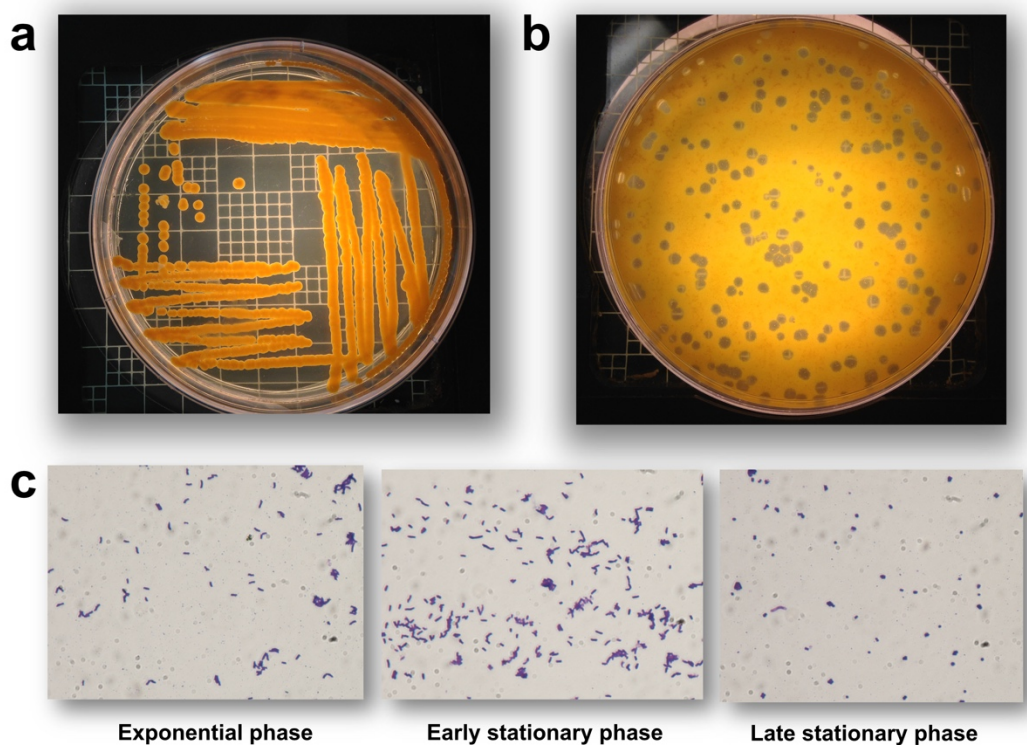 a
b
c
Exponential phase
Early stationary phase
Late stationary phase